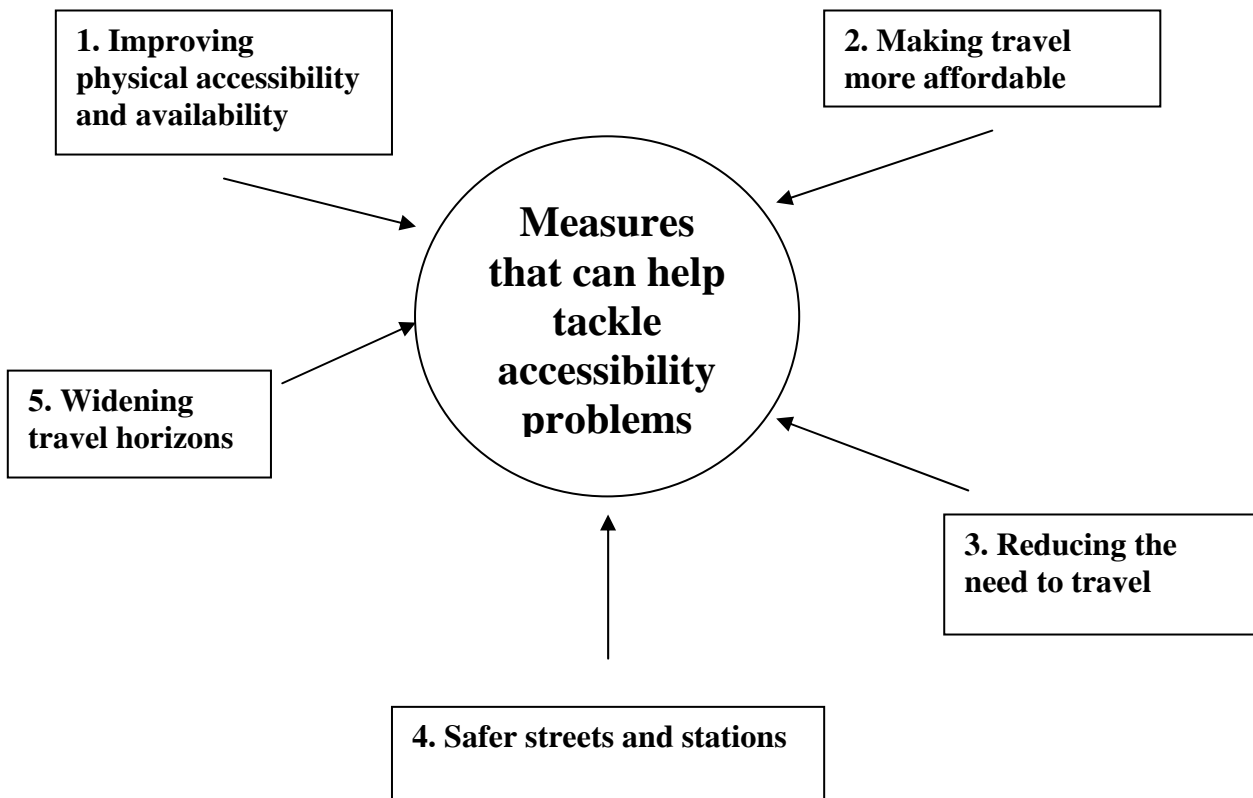 1. Improving
physical accessibility
and availability
2. Making travel
more affordable
Measures
that can help
tackle
accessibility
problems
3. Reducing the
need to travel
4. Safer streets and stations
5. Widening
travel horizons